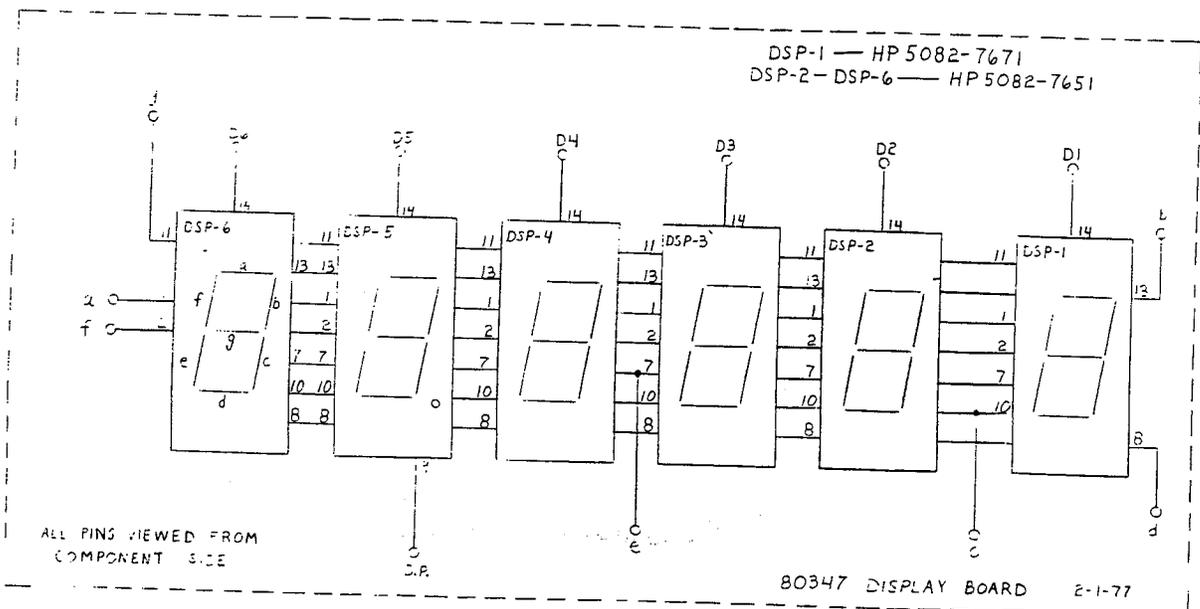 DSP-1 — HP 5082-7671
DSP-2 — DSP-6 — HP 5082-7651
D4
D3
D2
D1
14
14
14
14
14
14
DSP-6
DSP-5
DSP-4
DSP-3
DSP-2
DSP-1
11
11
11
11
11
11
13 13
13
13
13
13
a
f
a
f
b
g
e
c
d
1
1
1
1
1
2
2
2
2
2
7 7
7
7
7
7
10 10
10
10
10
10
8 8
8
8
8
8
e
c
d
D.P.
ALL PINS VIEWED FROM
COMPONENT SIDE
80347 DISPLAY BOARD 2-1-77